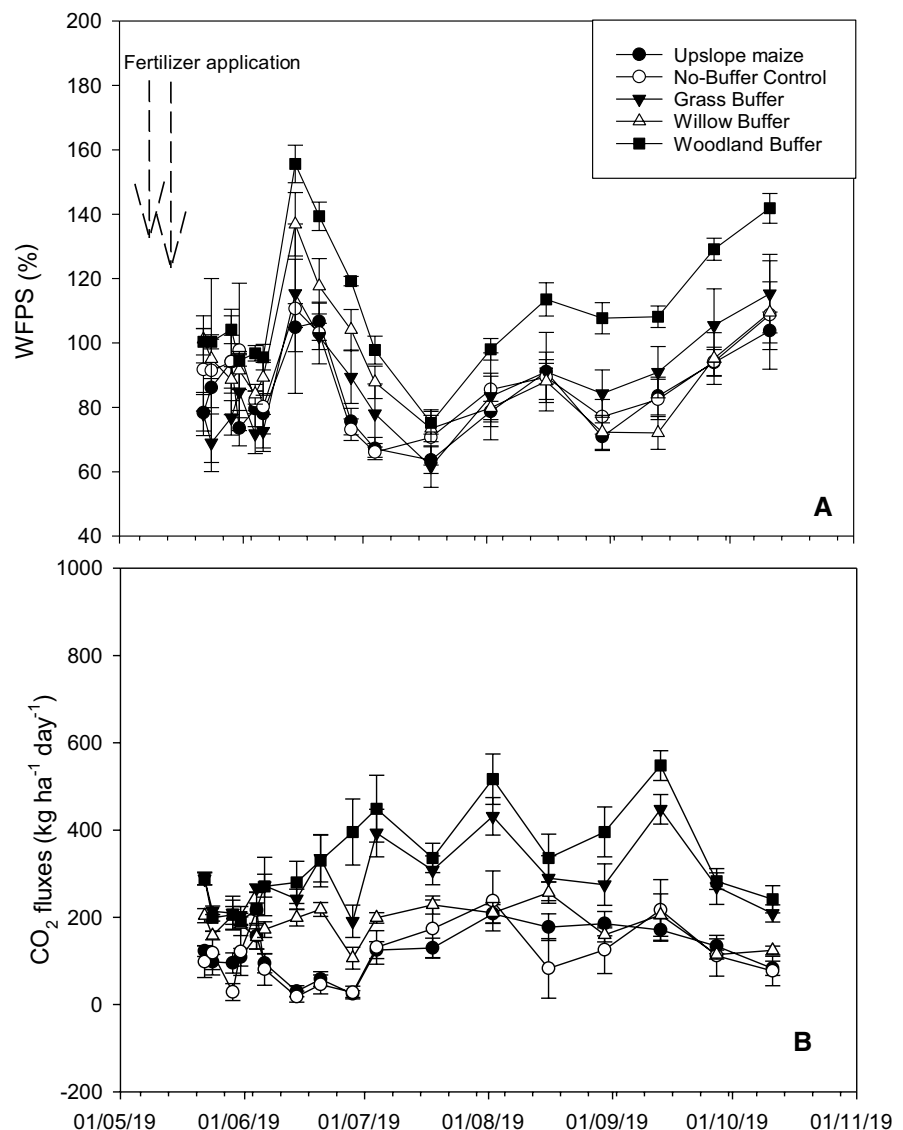 200
180
160
140
120
100
80
60
40
WFPS (%)
Fertilizer application
Upslope maize
No-Buffer Control
Grass Buffer
Willow Buffer
Woodland Buffer
A
1000
800
600
400
200
0
-200
CO2 fluxes (kg ha-1 day-1)
B
01/05/19 01/06/19 01/07/19 01/08/19 01/09/19 01/10/19 01/11/19